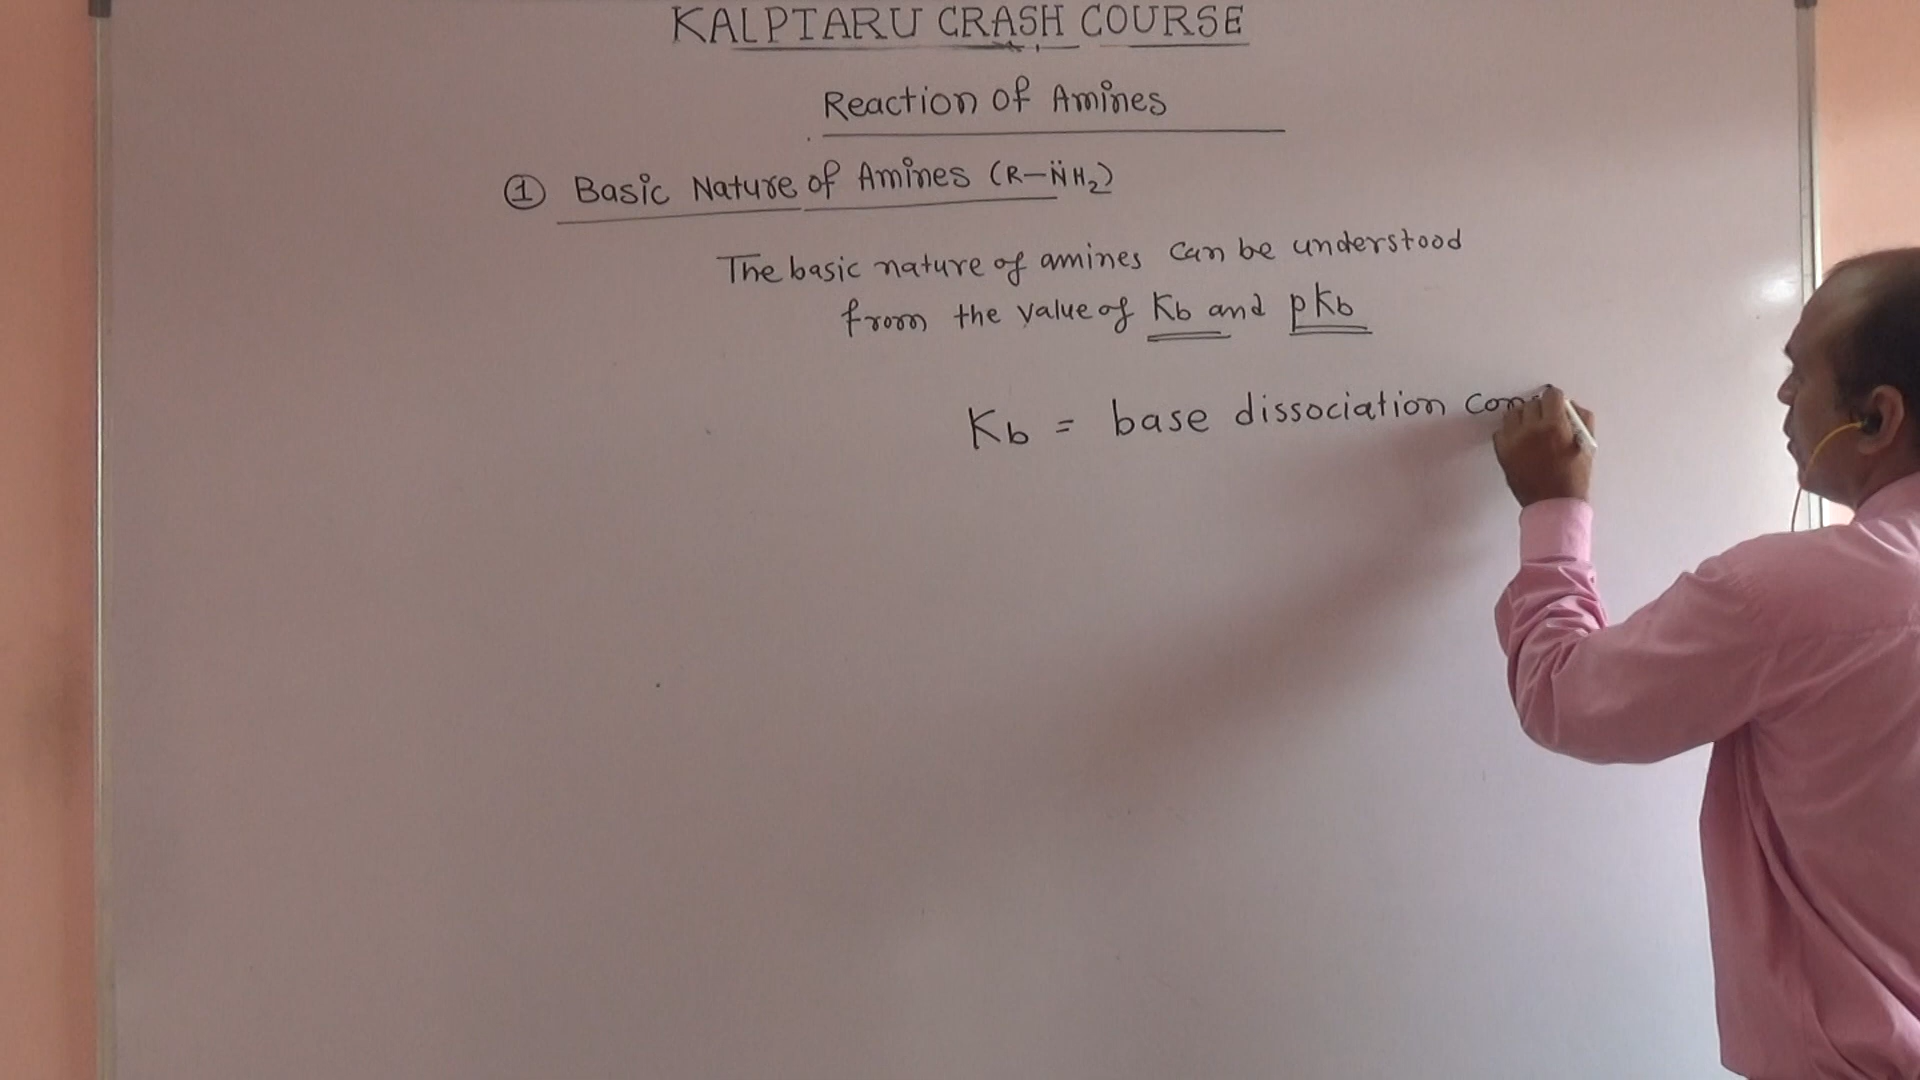 KALPTARU CRASH COURSE
Reaction of Amines
① Basic Nature of Amines (R–N̈H₂)
The basic nature of amines can be understood
from the value of Kb and pKb
Kb = base dissociation con